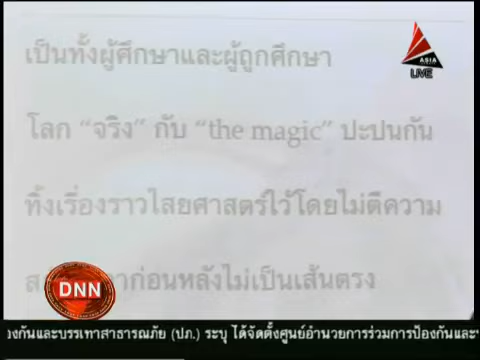 เป็นทั้งผู้ศึกษาและผู้ถูกศึกษา
ASIA
LIVE
โลก “จริง” กับ “the magic” ปะปนกัน
ทิ้งเรื่องราวไสยศาสตร์ไว้โดยไม่ตีความ
ก่อนหลังไม่เป็นเส้นตรง
DNN
องกันและบรรเทาสาธารณภัย (ปภ.) ระบุ ได้จัดตั้งศูนย์อำนวยการร่วมการป้องกันและ